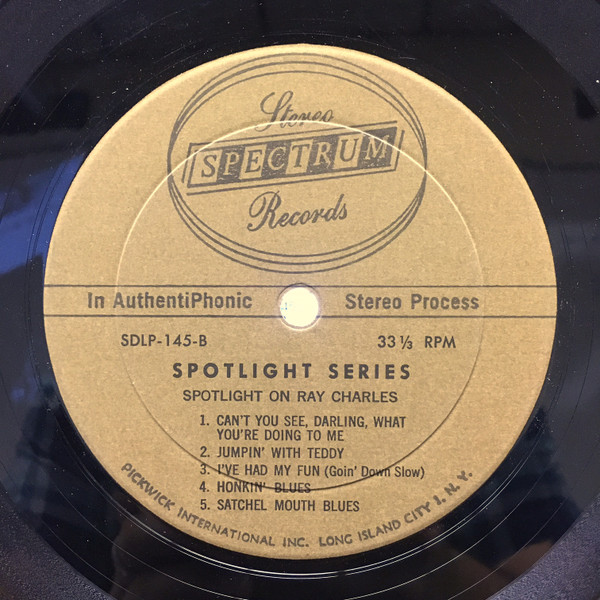 Stereo
SPECTRUM
Records
In AuthentiPhonic Stereo Process
SDLP-145-B 33 ⅓ RPM
SPOTLIGHT SERIES
SPOTLIGHT ON RAY CHARLES
1. CAN'T YOU SEE, DARLING, WHAT
YOU'RE DOING TO ME
2. JUMPIN' WITH TEDDY
3. I'VE HAD MY FUN (Goin' Down Slow)
4. HONKIN' BLUES
5. SATCHEL MOUTH BLUES
PICKWICK INTERNATIONAL INC. LONG ISLAND CITY 1, N. Y.